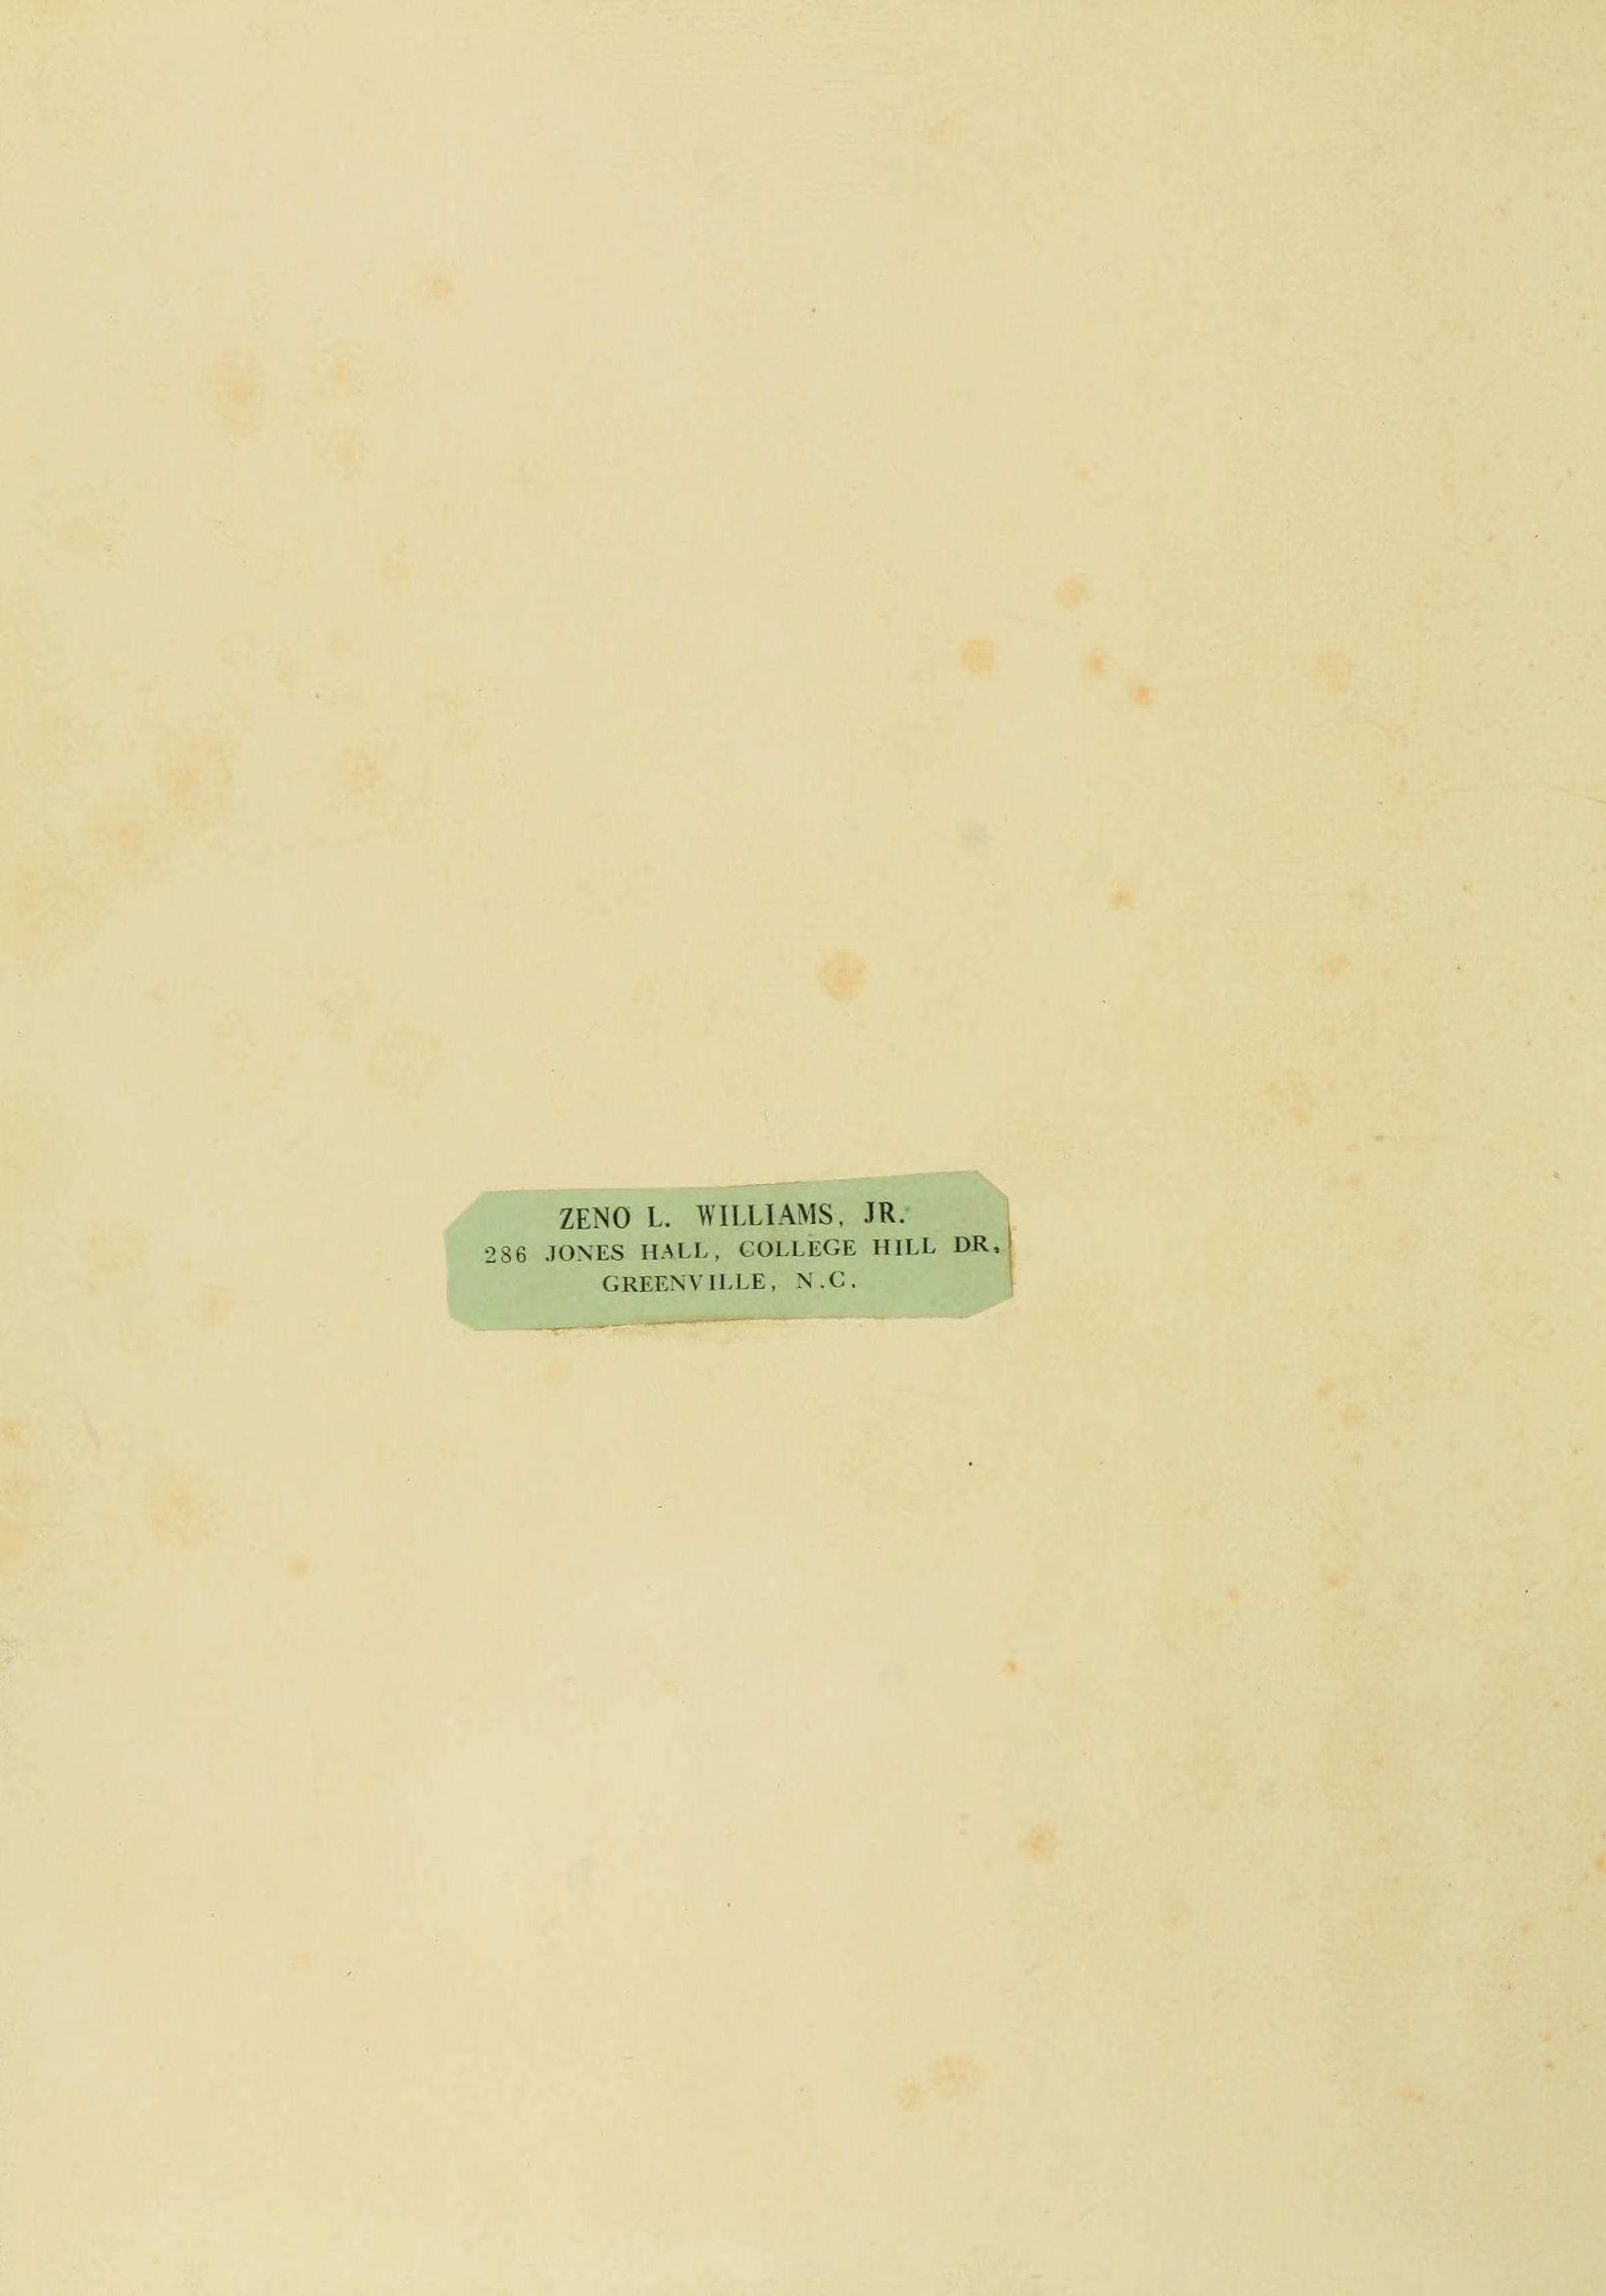 ZENO L. WILLIAMS, JR.
286 JONES HALL, COLLEGE HILL DR,
GREENVILLE, N.C.